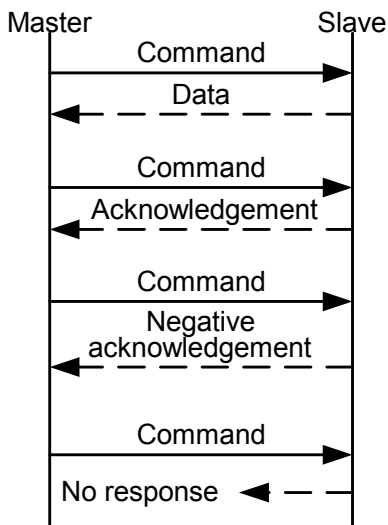 Master Slave
Command
Data
Command
Acknowledgement
Command
Negative
acknowledgement
Command
No response